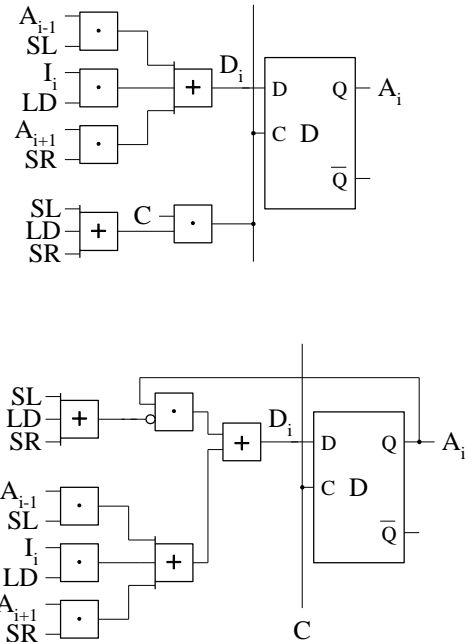 A_{i-1}
SL
·
I_i
LD
·
A_{i+1}
SR
·
+
D_i
D
Q
A_i
C
D
Q̅
SL
LD
SR
+
C
·
SL
LD
SR
+
·
+
D_i
D
Q
A_i
C
D
Q̅
A_{i-1}
SL
·
I_i
LD
·
A_{i+1}
SR
·
+
C